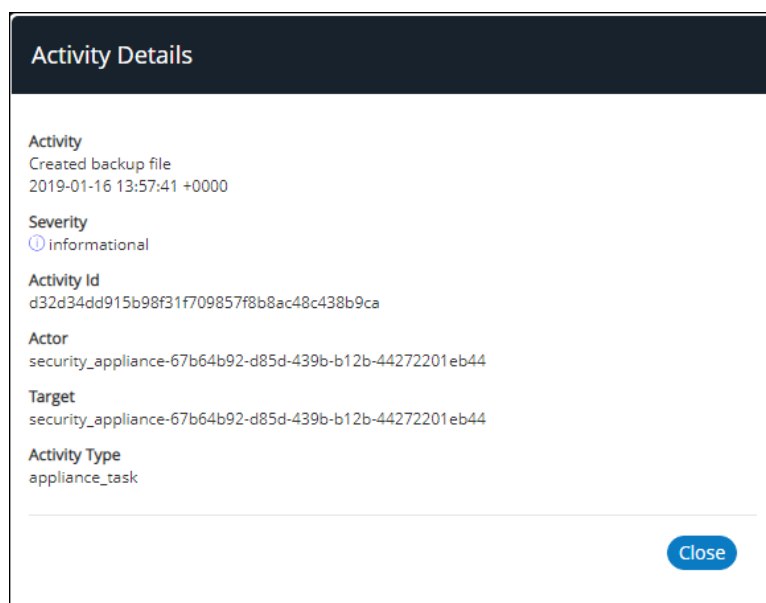 Activity Details
Activity
Created backup file
2019-01-16 13:57:41 +0000
Severity
informational
Activity Id
d32d34dd915b98f31f709857f8b8ac48c438b9ca
Actor
security_appliance-67b64b92-d85d-439b-b12b-44272201eb44
Target
security_appliance-67b64b92-d85d-439b-b12b-44272201eb44
Activity Type
appliance_task
Close